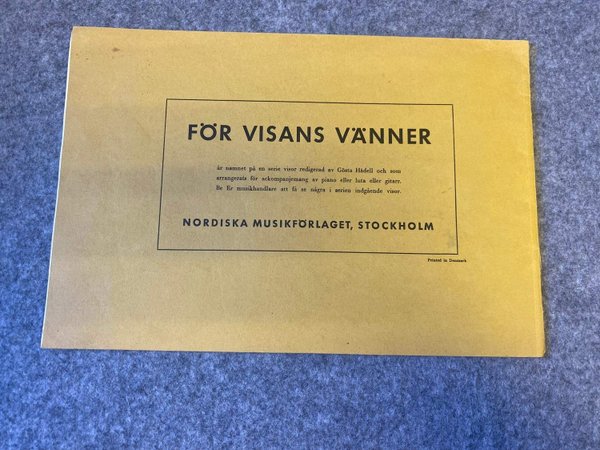 FÖR VISANS VÄNNER
är namnet på en serie visor redigerad av Gösta Hådell och som
arrangerats för ackompanjemang av piano eller luta eller gitarr.
Be Er musikhandlare att få se några i serien ingående visor.
NORDISKA MUSIKFÖRLAGET, STOCKHOLM
Printed in Denmark